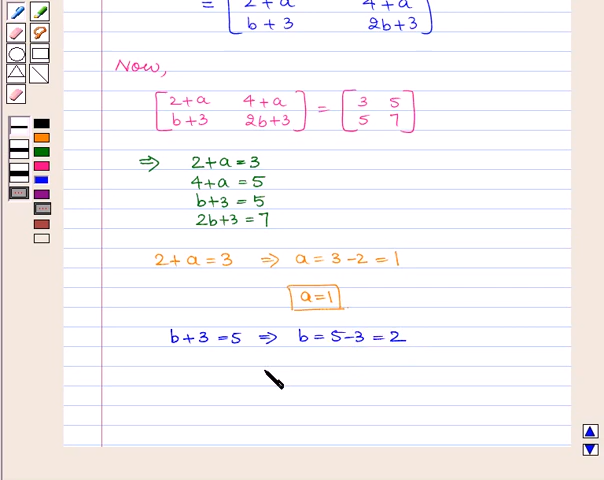 = [ 2+a 4+a
b+3 2b+3 ]
Now,
[ 2+a 4+a
b+3 2b+3 ] = [ 3 5
5 7 ]
⇒ 2+a = 3
4+a = 5
b+3 = 5
2b+3 = 7
2+a = 3 ⇒ a = 3-2 = 1
a=1
b+3 = 5 ⇒ b = 5-3 = 2